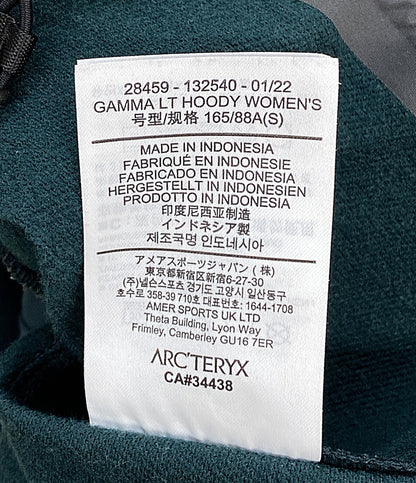 28459 - 132540 - 01/22
GAMMA LT HOODY WOMEN'S
号型/规格 165/88A(S)
MADE IN INDONESIA
FABRIQUÉ EN INDONESIE
FABRICADO EN INDONESIA
HERGESTELLT IN INDONESIEN
PRODOTTO IN INDONESIA
印度尼西亚制造
インドネシア製
제조국명 인도네시아
アメアスポーツジャパン ( 株 )
東京都新宿区新宿6-27-30
(주)넬슨스포츠 경기도 고양시 일산동구
호수로 358-39 710호 대표번호: 1644-1708
AMER SPORTS UK LTD
Theta Building, Lyon Way
Frimley, Camberley GU16 7ER
ARC'TERYX
CA#34438